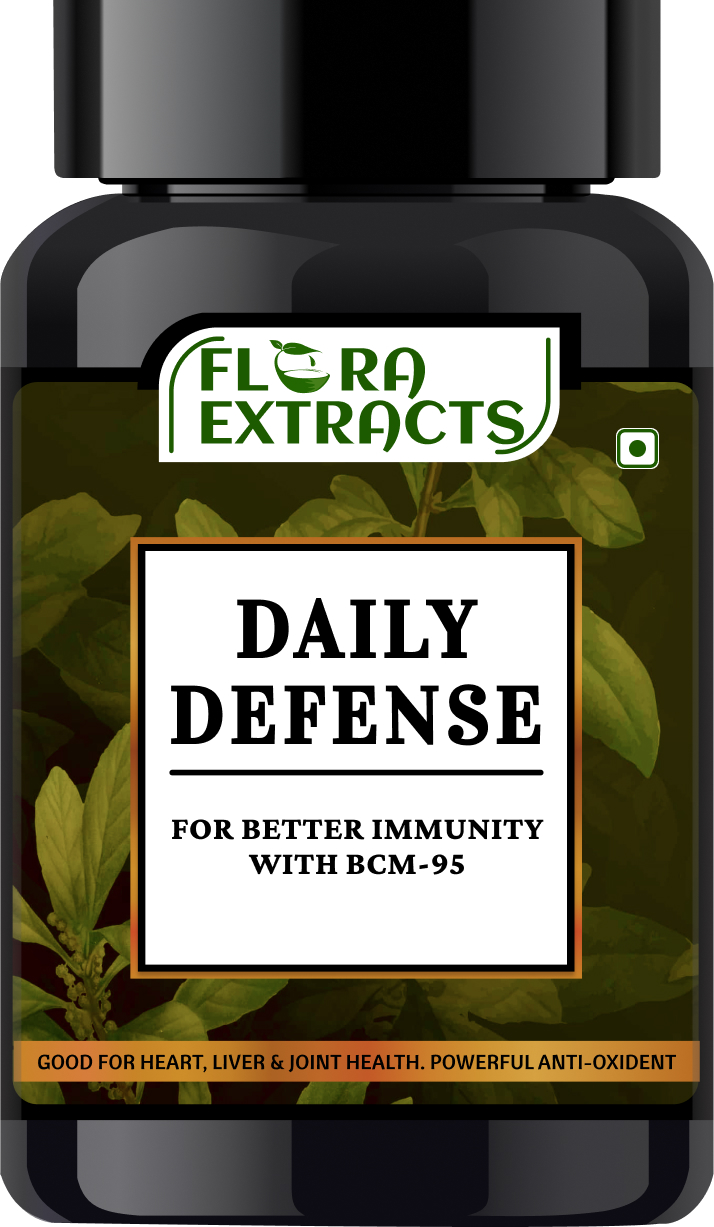 FLORA
EXTRACTS
DAILY
DEFENSE
FOR BETTER IMMUNITY
WITH BCM-95
GOOD FOR HEART, LIVER & JOINT HEALTH. POWERFUL ANTI-OXIDENT